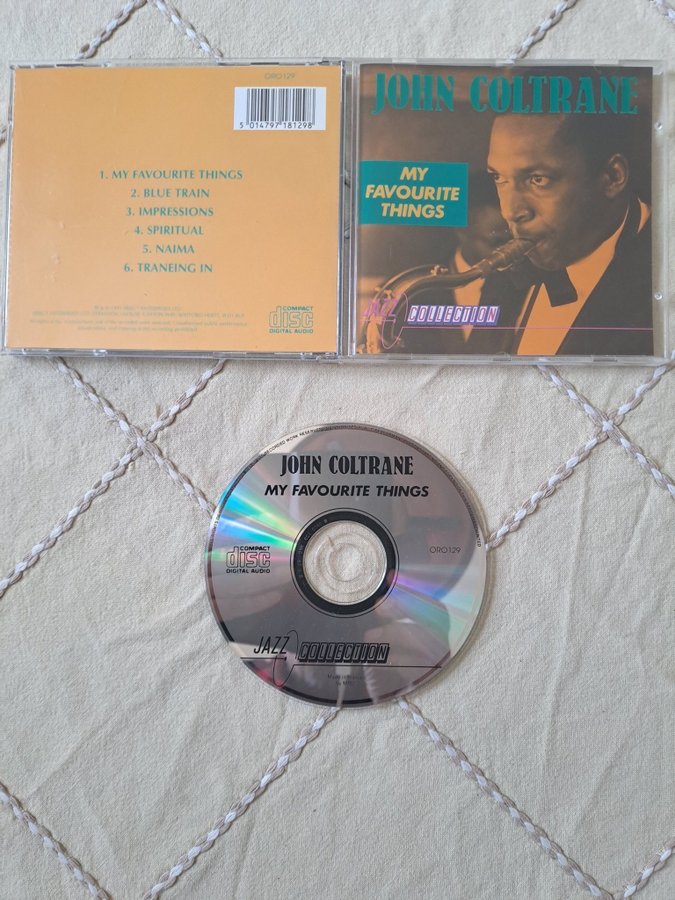 ORO129
5 014797 181298
1. MY FAVOURITE THINGS
2. BLUE TRAIN
3. IMPRESSIONS
4. SPIRITUAL
5. NAIMA
6. TRANEING IN
COMPACT
disc
DIGITAL AUDIO
JOHN COLTRANE
MY
FAVOURITE
THINGS
JAZZ COLLECTION
JOHN COLTRANE
MY FAVOURITE THINGS
COMPACT
disc
DIGITAL AUDIO
ORO129
JAZZ COLLECTION
Made in